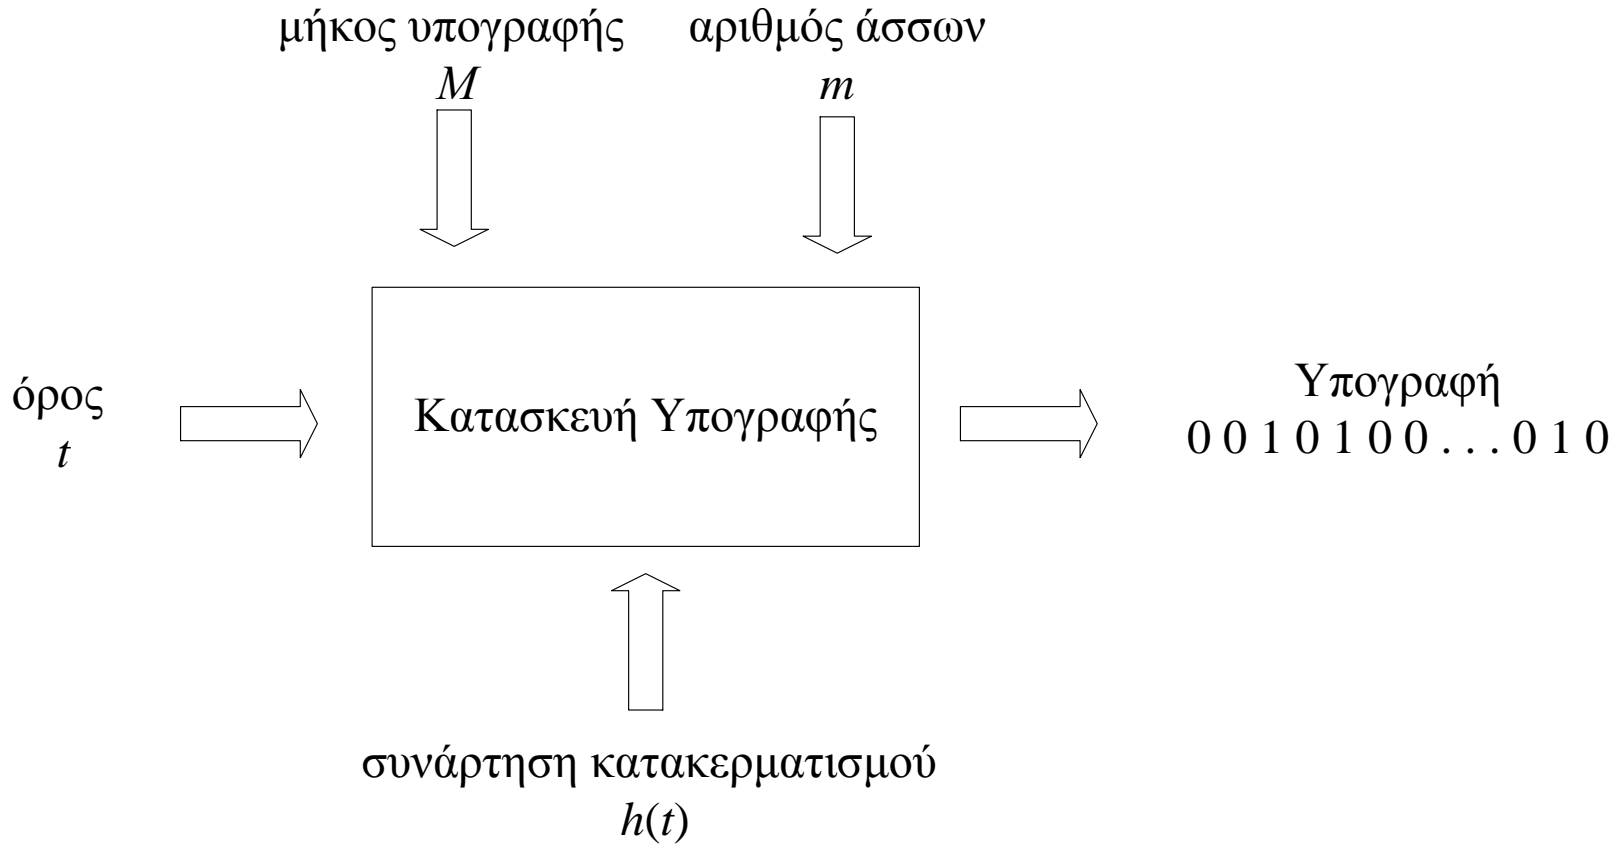 μήκος υπογραφής
M
αριθμός άσσων
m
όρος
t
Κατασκευή Υπογραφής
Υπογραφή
0 0 1 0 1 0 0 . . . 0 1 0
συνάρτηση κατακερματισμού
h(t)